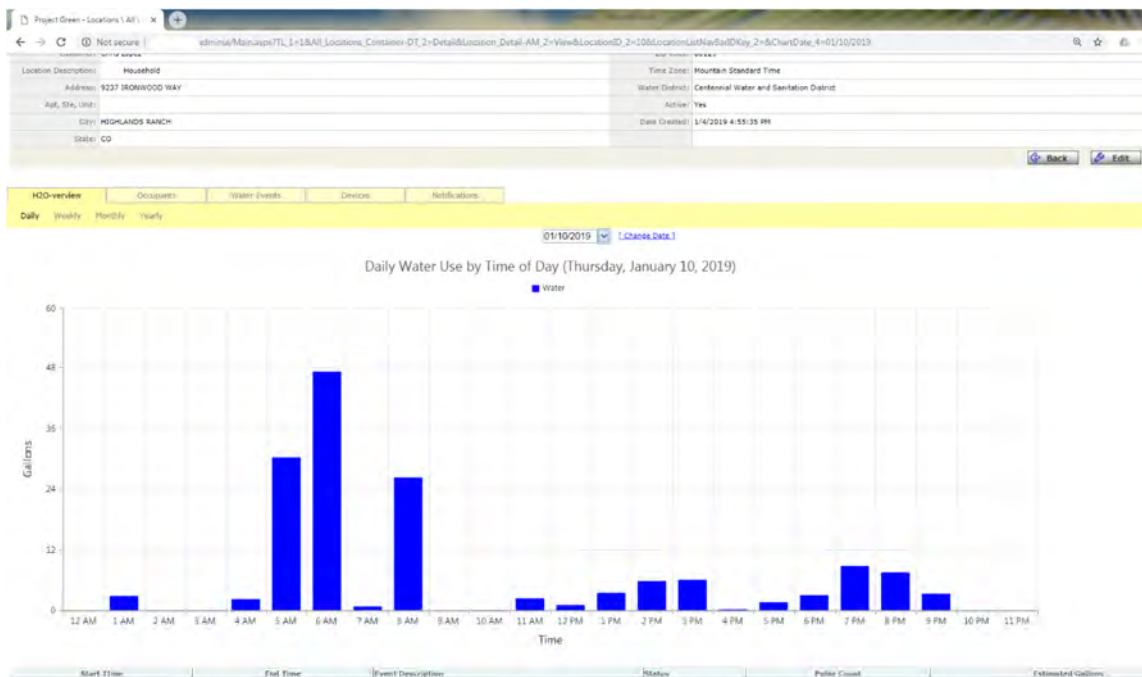 Project Green - Locations \ All \
Not secure
adminui/Main.aspx?TL_1=1&All_Locations_Container-DT_2=Detail&Location_Detail-AM_2=View&LocationID_2=10&LocationListNavBarIDKey_2=&ChartDate_4=01/10/2019
Location Description: Household Time Zone: Mountain Standard Time
Address: 9237 IRONWOOD WAY Water District: Centennial Water and Sanitation District
Apt, Ste, Unit: Active: Yes
City: HIGHLANDS RANCH Date Created: 1/4/2019 4:55:35 PM
State: CO
Back Edit
H2O-verview Occupants Water Events Devices Notifications
Daily Weekly Monthly Yearly
01/10/2019 [ Change Date ]
Daily Water Use by Time of Day (Thursday, January 10, 2019)
Water
60
48
36
24
12
0
Gallons
12 AM 1 AM 2 AM 3 AM 4 AM 5 AM 6 AM 7 AM 8 AM 9 AM 10 AM 11 AM 12 PM 1 PM 2 PM 3 PM 4 PM 5 PM 6 PM 7 PM 8 PM 9 PM 10 PM 11 PM
Time
Start Time End Time Event Description Status Pulse Count Estimated Gallons